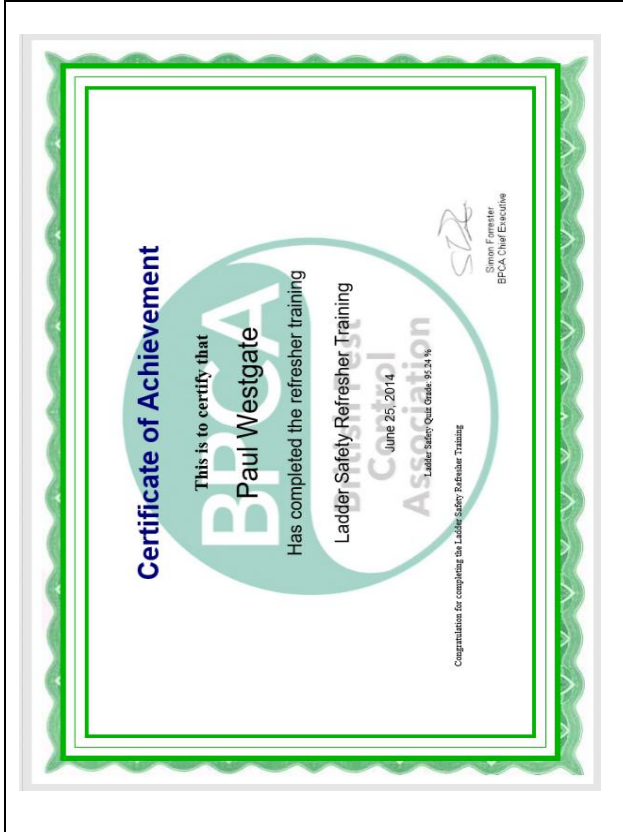 Certificate of Achievement
This is to certify that
BPCA
Paul Westgate
Has completed the refresher training
Ladder Safety Refresher Training
British Pest
Control
June 25, 2014
Association
Ladder Safety Quiz Grade: 95.24 %
Congratulation for completing the Ladder Safety Refresher Training
Simon Forrester
BPCA Chief Executive